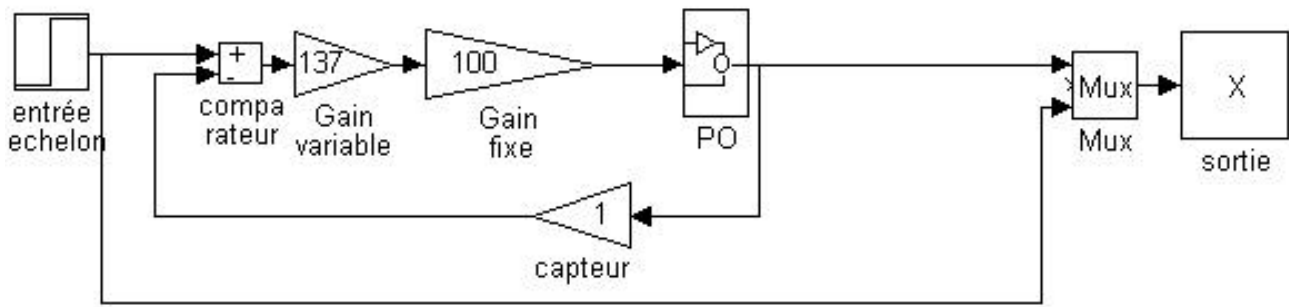 +
-
137
100
Mux
X
entrée
echelon
compa
rateur
Gain
variable
Gain
fixe
PO
Mux
sortie
1
capteur